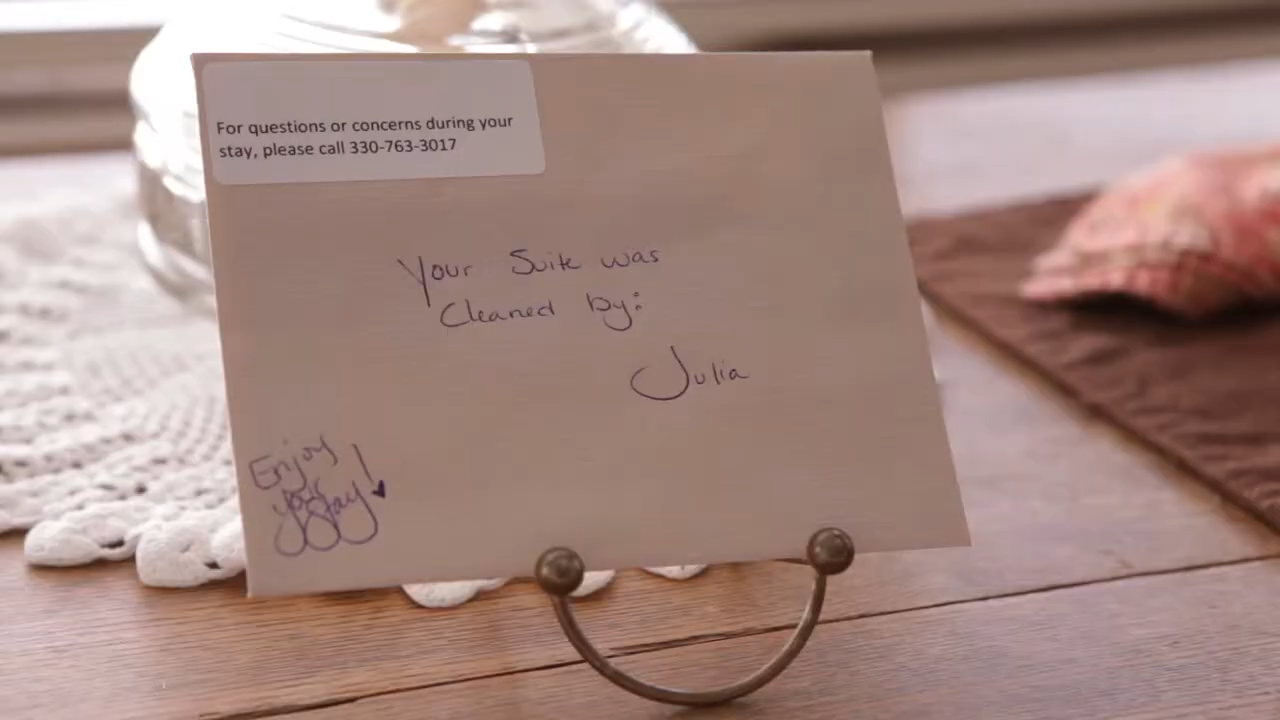 For questions or concerns during your
stay, please call 330-763-3017
Your Suite was
Cleaned by:
Julia
Enjoy
your
Stay!